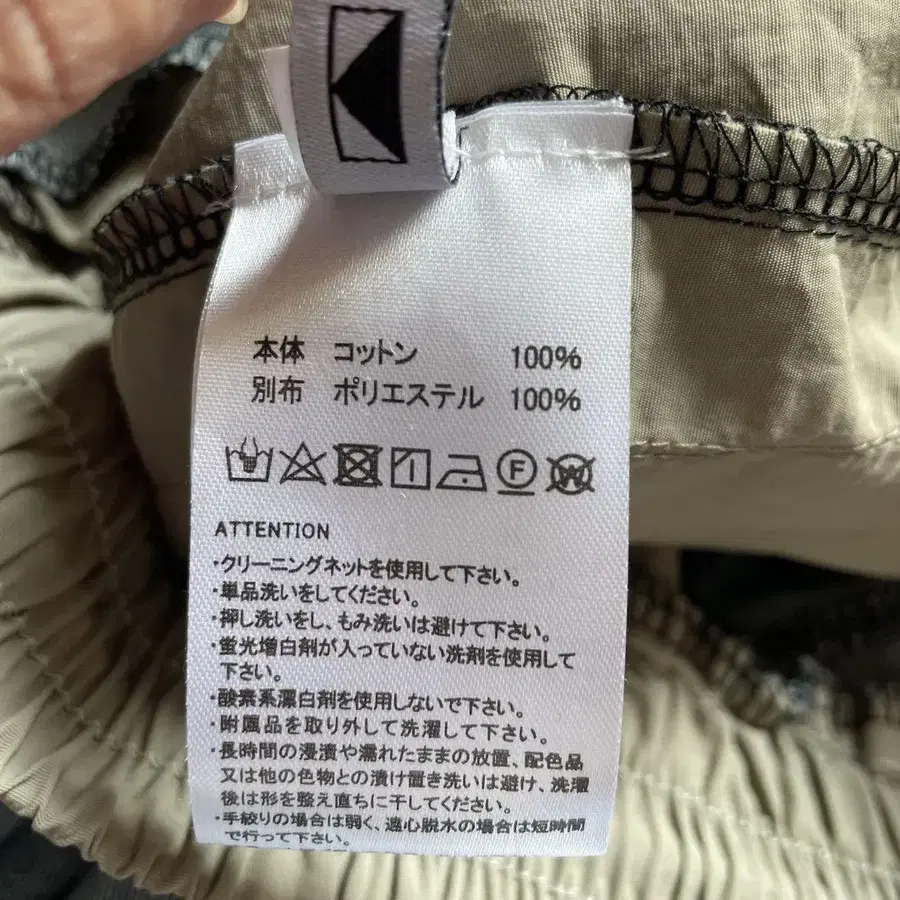 本体 コットン 100%
別布 ポリエステル 100%
F W
ATTENTION
・クリーニングネットを使用して下さい。
・単品洗いをしてください。
・押し洗いをし、もみ洗いは避けて下さい。
・蛍光増白剤が入っていない洗剤を使用して
下さい。
・酸素系漂白剤を使用しないで下さい。
・附属品を取り外して洗濯して下さい。
・長時間の浸漬や濡れたままの放置、配色品
又は他の色物との漬け置き洗いは避け、洗濯
後は形を整え直ちに干してください。
・手絞りの場合は弱く、遠心脱水の場合は短時間
で行って下さい。